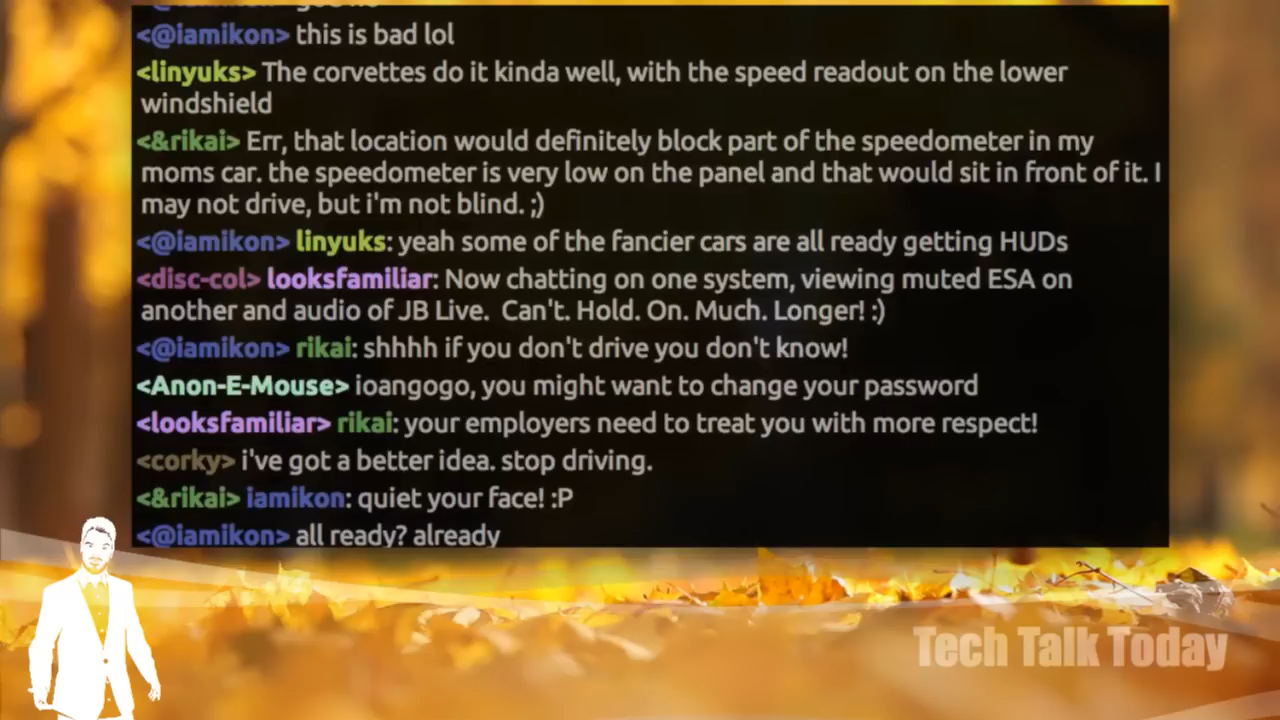 <@iamikon> this is bad lol
<linyuks> The corvettes do it kinda well, with the speed readout on the lower
windshield
<&rikai> Err, that location would definitely block part of the speedometer in my
moms car. the speedometer is very low on the panel and that would sit in front of it. I
may not drive, but i'm not blind. ;)
<@iamikon> linyuks: yeah some of the fancier cars are all ready getting HUDs
<disc-col> looksfamiliar: Now chatting on one system, viewing muted ESA on
another and audio of JB Live.  Can't. Hold. On. Much. Longer! :)
<@iamikon> rikai: shhhh if you don't drive you don't know!
<Anon-E-Mouse> ioangogo, you might want to change your password
<looksfamiliar> rikai: your employers need to treat you with more respect!
<corky> i've got a better idea. stop driving.
<&rikai> iamikon: quiet your face! :P
<@iamikon> all ready? already
Tech Talk Today